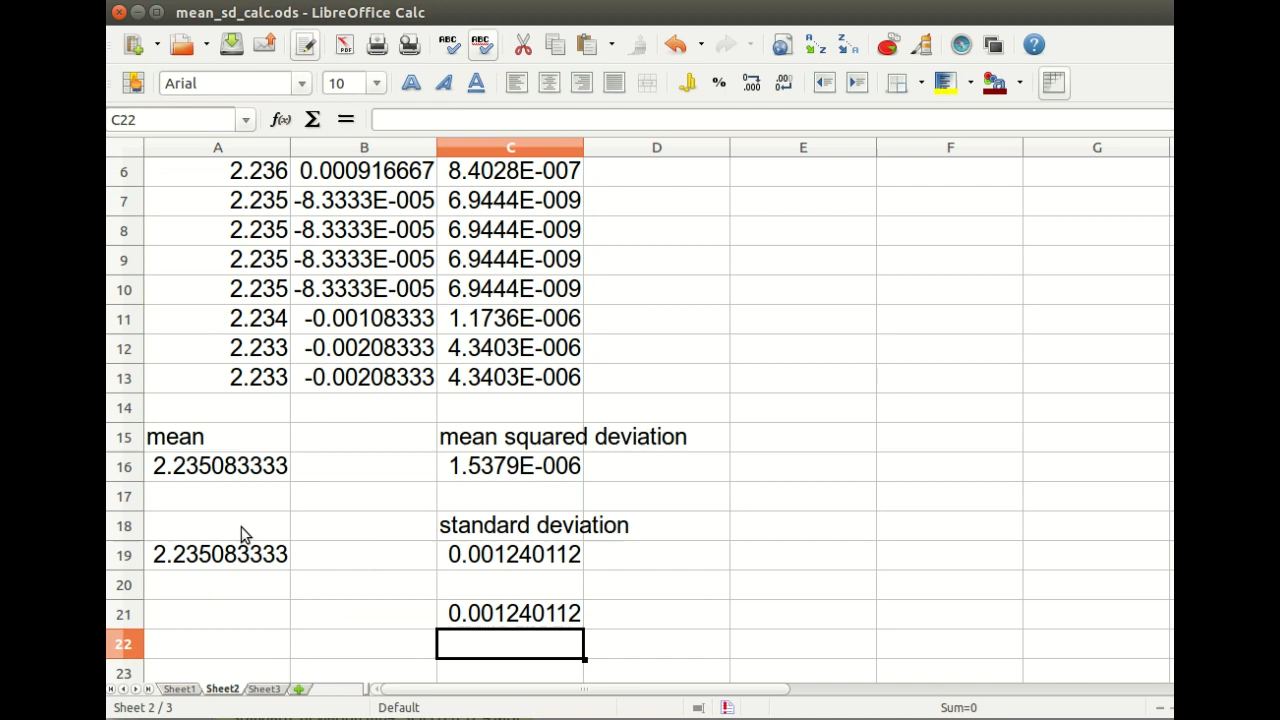 mean_sd_calc.ods - LibreOffice Calc
Arial 10
C22
A B C D E F G
6 2.236 0.000916667 8.4028E-007
7 2.235 -8.3333E-005 6.9444E-009
8 2.235 -8.3333E-005 6.9444E-009
9 2.235 -8.3333E-005 6.9444E-009
10 2.235 -8.3333E-005 6.9444E-009
11 2.234 -0.00108333 1.1736E-006
12 2.233 -0.00208333 4.3403E-006
13 2.233 -0.00208333 4.3403E-006
14
15 mean mean squared deviation
16 2.235083333 1.5379E-006
17
18 standard deviation
19 2.235083333 0.001240112
20
21 0.001240112
22
23
Sheet1 Sheet2 Sheet3
Sheet 2 / 3 Default Sum=0